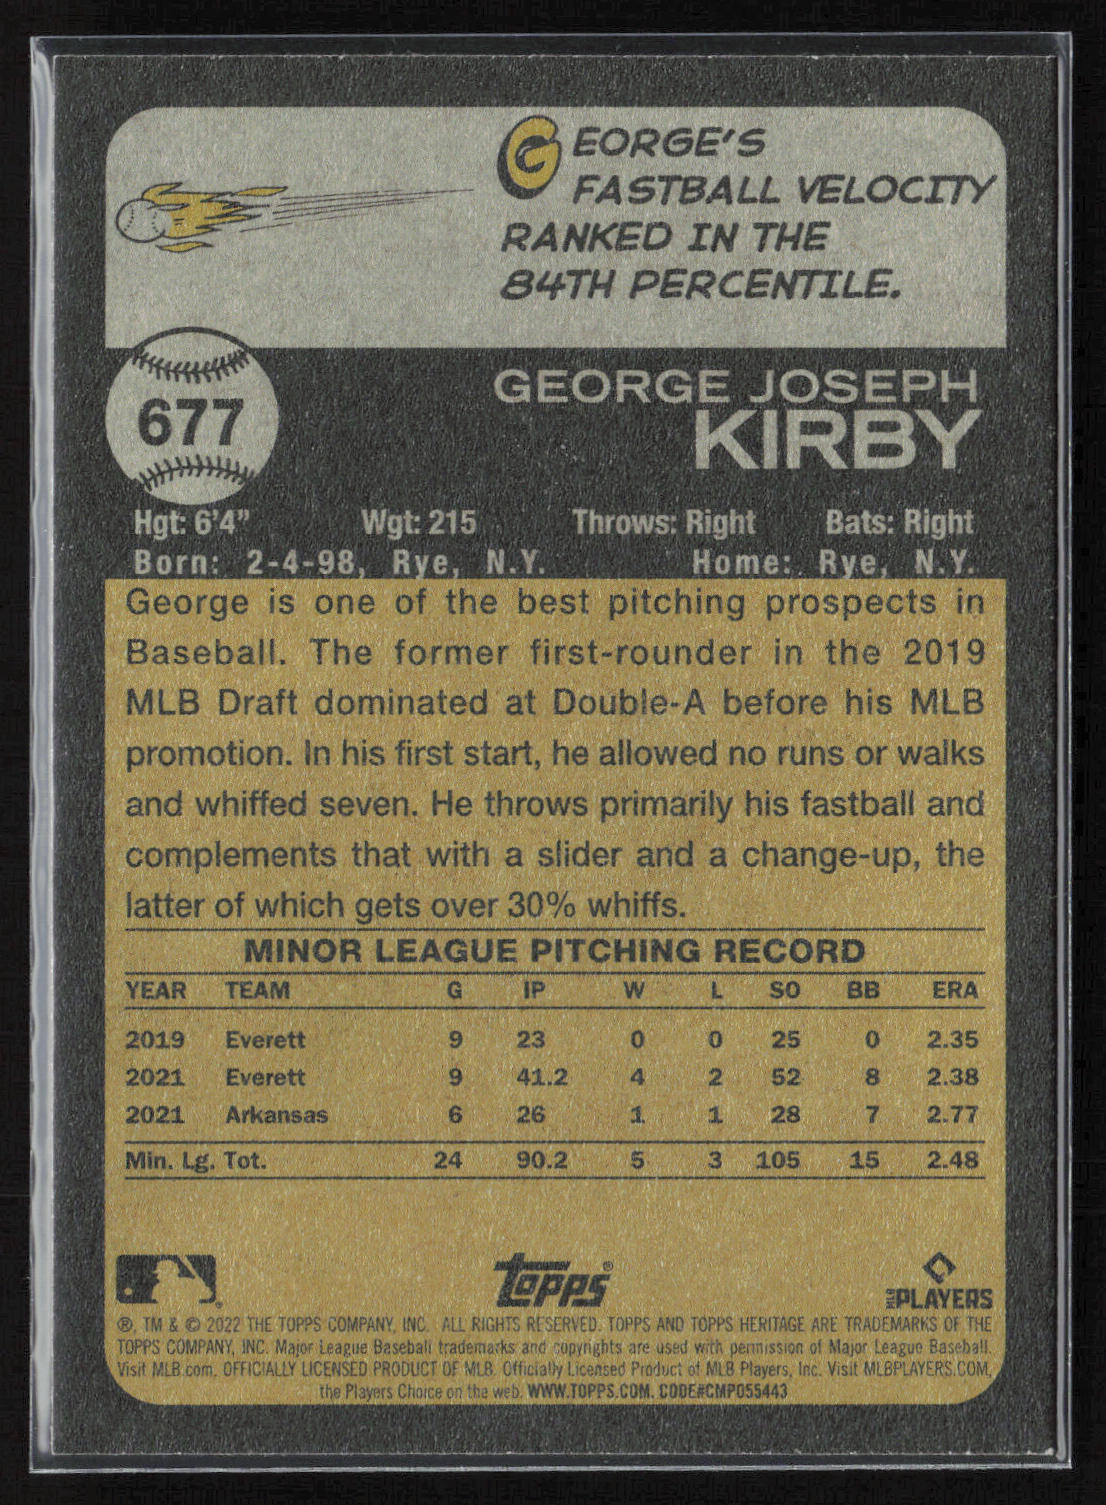 GEORGE'S
FASTBALL VELOCITY
RANKED IN THE
84TH PERCENTILE.
677
GEORGE JOSEPH
KIRBY
Hgt: 6'4" Wgt: 215 Throws: Right Bats: Right
Born: 2-4-98, Rye, N.Y. Home: Rye, N.Y.
George is one of the best pitching prospects in
Baseball. The former first-rounder in the 2019
MLB Draft dominated at Double-A before his MLB
promotion. In his first start, he allowed no runs or walks
and whiffed seven. He throws primarily his fastball and
complements that with a slider and a change-up, the
latter of which gets over 30% whiffs.
MINOR LEAGUE PITCHING RECORD
YEAR TEAM G IP W L SO BB ERA
2019 Everett 9 23 0 0 25 0 2.35
2021 Everett 9 41.2 4 2 52 8 2.38
2021 Arkansas 6 26 1 1 28 7 2.77
Min. Lg. Tot. 24 90.2 5 3 105 15 2.48
topps®
MLB PLAYERS
®, TM & © 2022 THE TOPPS COMPANY, INC. ALL RIGHTS RESERVED. TOPPS AND TOPPS HERITAGE ARE TRADEMARKS OF THE
TOPPS COMPANY, INC. Major League Baseball trademarks and copyrights are used with permission of Major League Baseball.
Visit MLB.com. OFFICIALLY LICENSED PRODUCT OF MLB. Officially Licensed Product of MLB Players, Inc. Visit MLBPLAYERS.COM,
the Players Choice on the web. WWW.TOPPS.COM. CODE#CMP055443